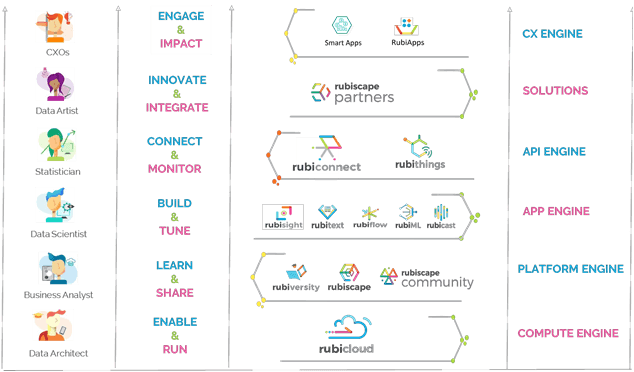 ENGAGE
&
IMPACT
Smart Apps
RubiApps
CX ENGINE
CXOs
INNOVATE
&
INTEGRATE
rubiscape
partners
SOLUTIONS
Data Artist
CONNECT
&
MONITOR
rubiconnect
rubithings
API ENGINE
Statistician
BUILD
&
TUNE
rubisight
rubitext
rubiflow
rubiML
rubicast
APP ENGINE
Data Scientist
LEARN
&
SHARE
rubiversity
rubiscape
rubiscape
community
PLATFORM ENGINE
Business Analyst
ENABLE
&
RUN
rubicloud
COMPUTE ENGINE
Data Architect